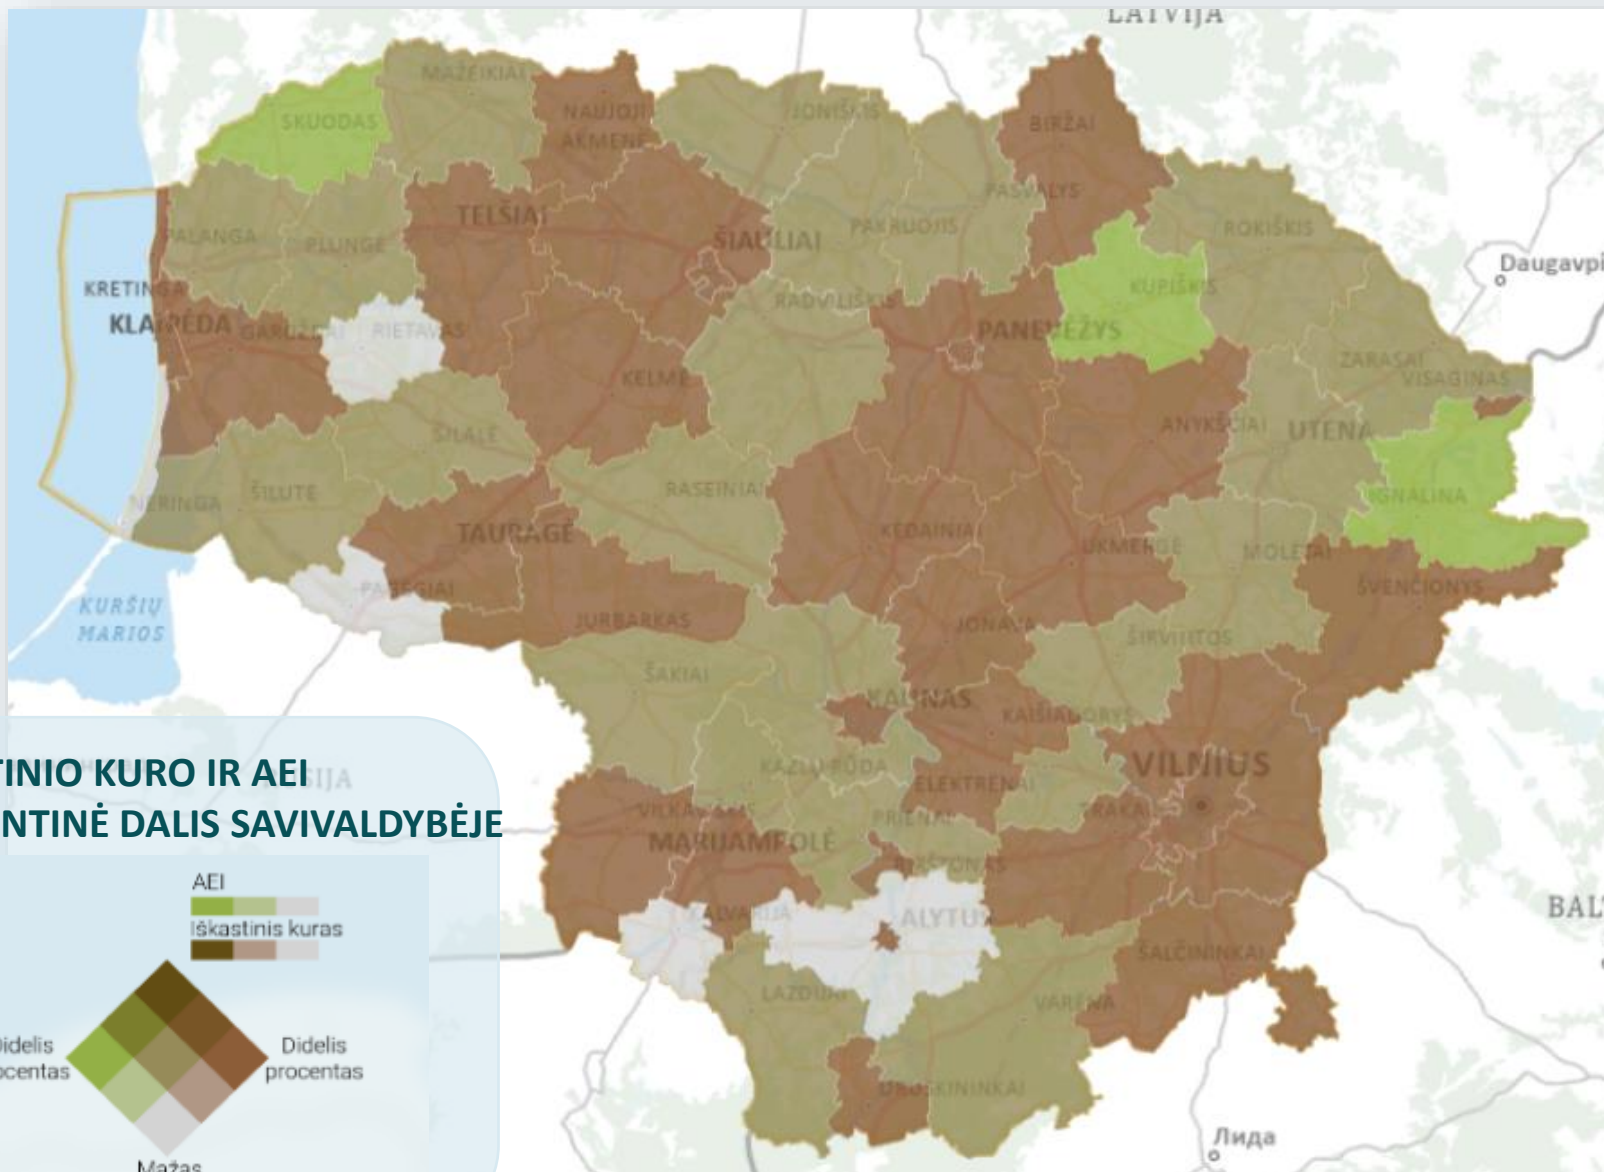 LATVIJA
MAŽEIKIAI
SKUODAS
NAUJOJI
AKMENĖ
JONIŠKIS
BIRŽAI
PASVALYS
TELŠIAI
PALANGA
PLUNGĖ
ŠIAULIAI
PAKRUOJIS
ROKIŠKIS
Daugavpi
KRETINGA
KUPIŠKIS
KLAIPĖDA
GARGŽDAI
RIETAVAS
RADVILIŠKIS
PANEVĖŽYS
ZARASAI
VISAGINAS
KELMĖ
ANYKŠČIAI
UTENA
ŠILALĖ
NERINGA
ŠILUTĖ
RASEINIAI
IGNALINA
TAURAGĖ
KĖDAINIAI
UKMERGĖ
MOLĖTAI
PAGĖGIAI
ŠVENČIONYS
KURŠIŲ
MARIOS
JURBARKAS
JONAVA
ŠIRVINTOS
ŠAKIAI
KAUNAS
KAIŠIADORYS
VILNIUS
KAZLŲ RŪDA
ELEKTRĖNAI
TINIO KURO IR AEI
NTINĖ DALIS SAVIVALDYBĖJE
VILKAVIŠKIS
PRIENAI
TRAKAI
MARIJAMPOLĖ
BIRŠTONAS
KALVARIJA
ALYTUS
BAL
ŠALČININKAI
LAZDIJAI
VARĖNA
DRUSKININKAI
Лида
AEI
Iškastinis kuras
Didelis
procentas
Didelis
procentas
Mažas